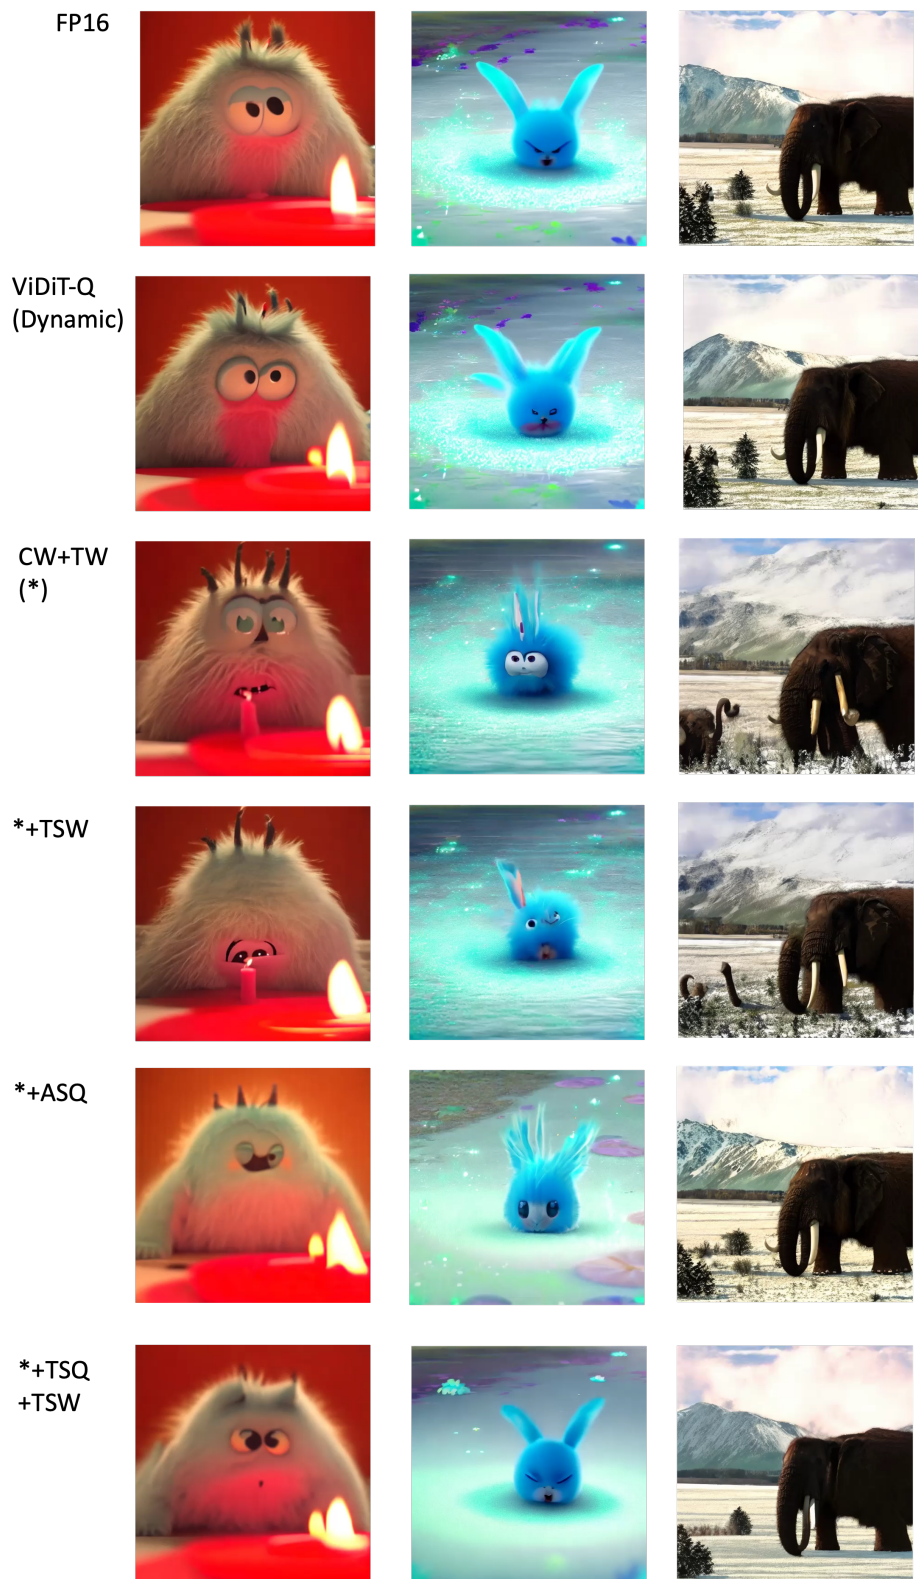 FP16
ViDiT-Q
(Dynamic)
CW+TW
(*)
*+TSW
*+ASQ
*+TSQ
+TSW